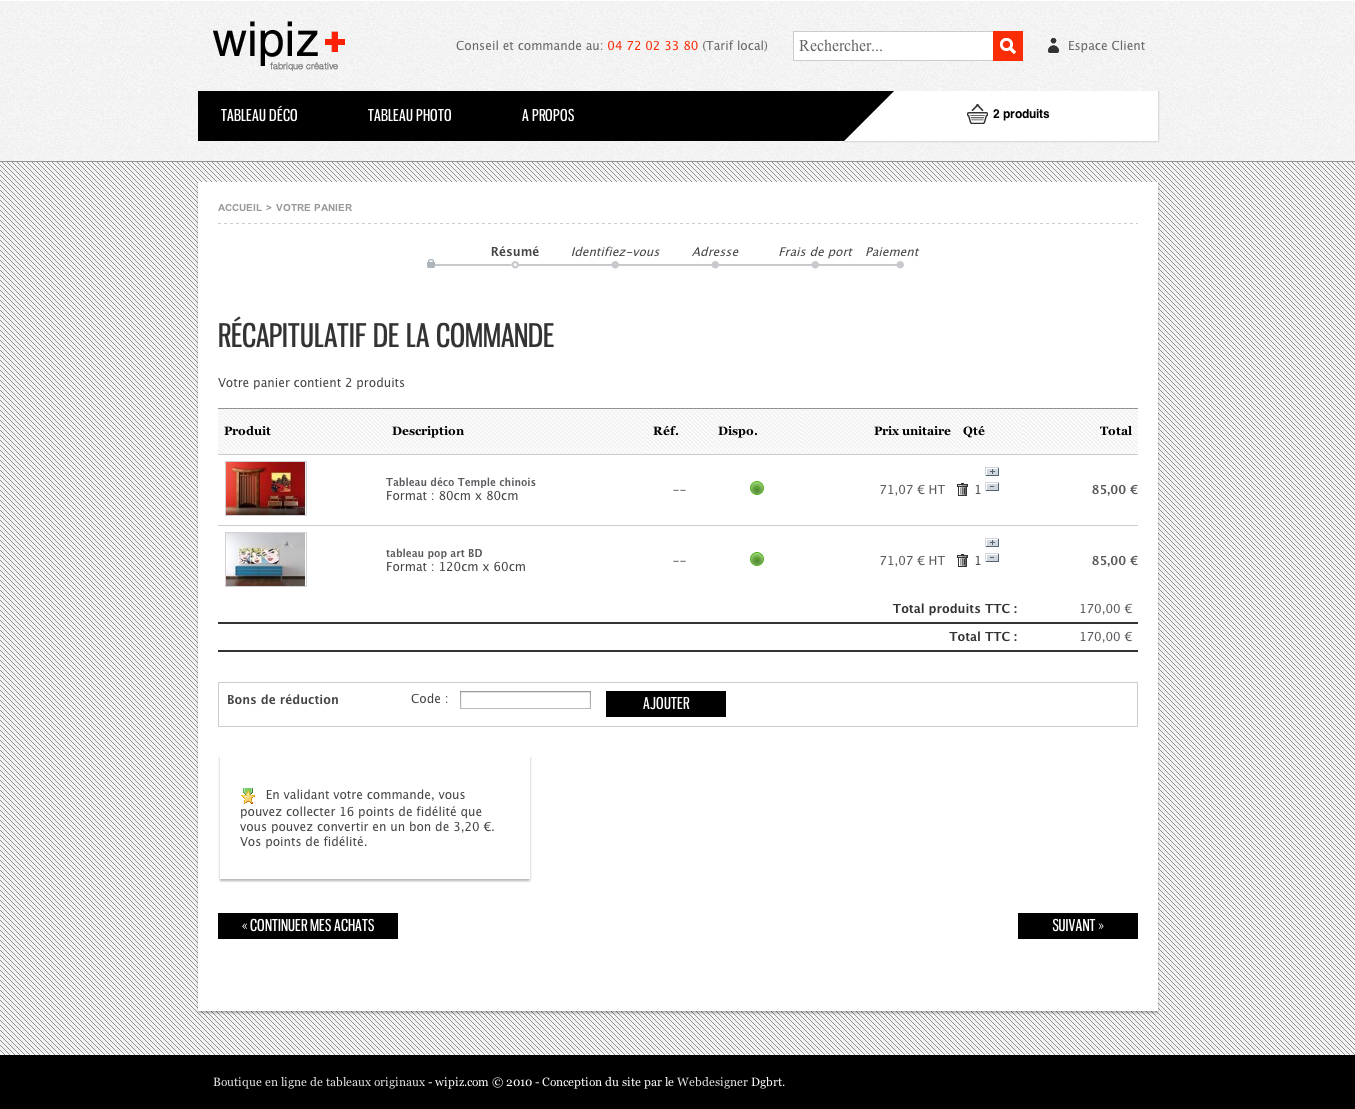 wipiz+
fabrique créative
Conseil et commande au: 04 72 02 33 80 (Tarif local)
Rechercher...
Espace Client
TABLEAU DÉCO TABLEAU PHOTO A PROPOS
2 produits
ACCUEIL > VOTRE PANIER
Résumé Identifiez-vous Adresse Frais de port Paiement
RÉCAPITULATIF DE LA COMMANDE
Votre panier contient 2 produits
Produit Description Réf. Dispo. Prix unitaire Qté Total
Tableau déco Temple chinois
Format : 80cm x 80cm
-- 71,07 € HT 1 85,00 €
tableau pop art BD
Format : 120cm x 60cm
-- 71,07 € HT 1 85,00 €
Total produits TTC : 170,00 €
Total TTC : 170,00 €
Bons de réduction Code : AJOUTER
En validant votre commande, vous
pouvez collecter 16 points de fidélité que
vous pouvez convertir en un bon de 3,20 €.
Vos points de fidélité.
« CONTINUER MES ACHATS SUIVANT »
Boutique en ligne de tableaux originaux - wipiz.com © 2010 - Conception du site par le Webdesigner Dgbrt.